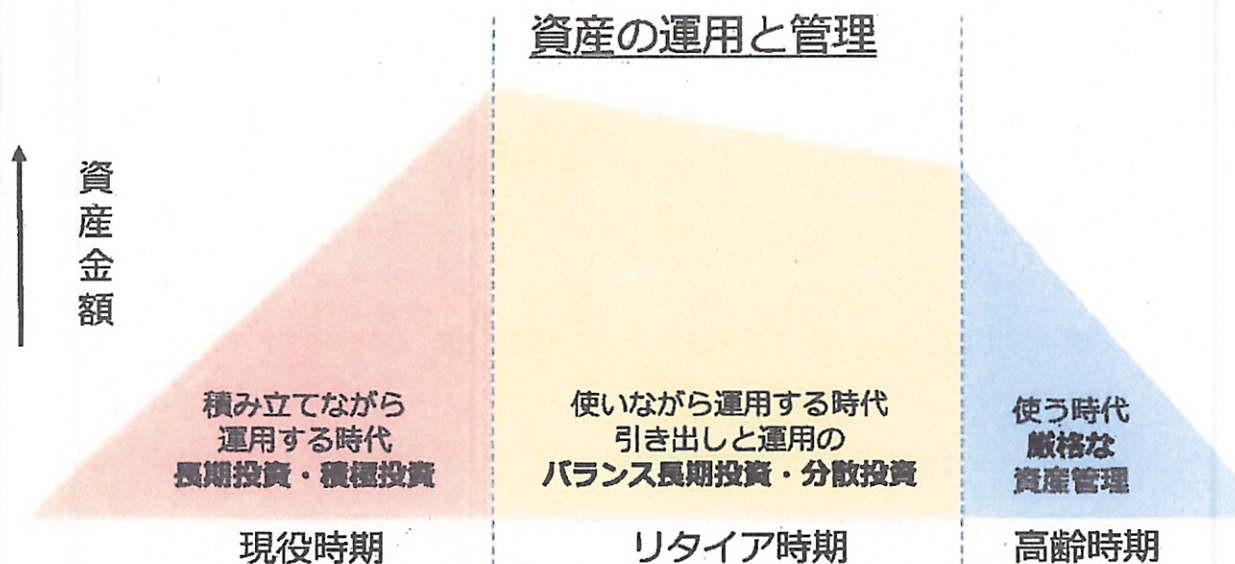 資産の運用と管理
資産金額
積み立てながら
運用する時代
長期投資・積極投資
使いながら運用する時代
引き出しと運用の
バランス長期投資・分散投資
使う時代
厳格な
資産管理
現役時期
リタイア時期
高齢時期